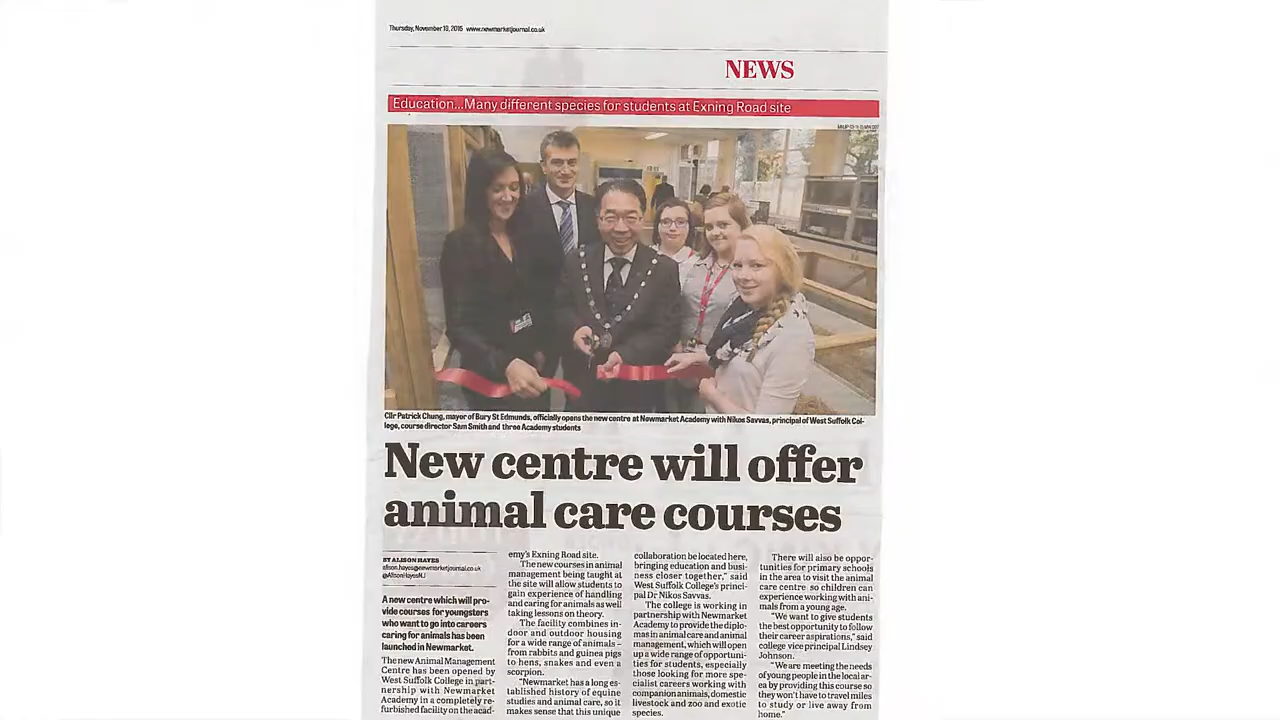 Thursday, November 19, 2015 www.newmarketjournal.co.uk
NEWS
Education...Many different species for students at Exning Road site
Cllr Patrick Chung, mayor of Bury St Edmunds, officially opens the new centre at Newmarket Academy with Nikos Savvas, principal of West Suffolk Col-
lege, course director Sam Smith and three Academy students
New centre will offer
animal care courses
BY ALISON HAYES
alison.hayes@newmarketjournal.co.uk
@AlisonHayesNJ
A new centre which will pro-
vide courses for youngsters
who want to go into careers
caring for animals has been
launched in Newmarket.
The new Animal Management
Centre has been opened by
West Suffolk College in part-
nership with Newmarket
Academy in a completely re-
furbished facility on the acad-
emy's Exning Road site.
The new courses in animal
management being taught at
the site will allow students to
gain experience of handling
and caring for animals as well
taking lessons on theory.
The facility combines in-
door and outdoor housing
for a wide range of animals –
from rabbits and guinea pigs
to hens, snakes and even a
scorpion.
"Newmarket has a long es-
tablished history of equine
studies and animal care, so it
makes sense that this unique
collaboration be located here,
bringing education and busi-
ness closer together," said
West Suffolk College's princi-
pal Dr Nikos Savvas.
The college is working in
partnership with Newmarket
Academy to provide the diplo-
mas in animal care and animal
management, which will open
up a wide range of opportuni-
ties for students, especially
those looking for more spe-
cialist careers working with
companion animals, domestic
livestock and zoo and exotic
species.
There will also be oppor-
tunities for primary schools
in the area to visit the animal
care centre so children can
experience working with ani-
mals from a young age.
"We want to give students
the best opportunity to follow
their career aspirations," said
college vice principal Lindsey
Johnson.
"We are meeting the needs
of young people in the local ar-
ea by providing this course so
they won't have to travel miles
to study or live away from
home."